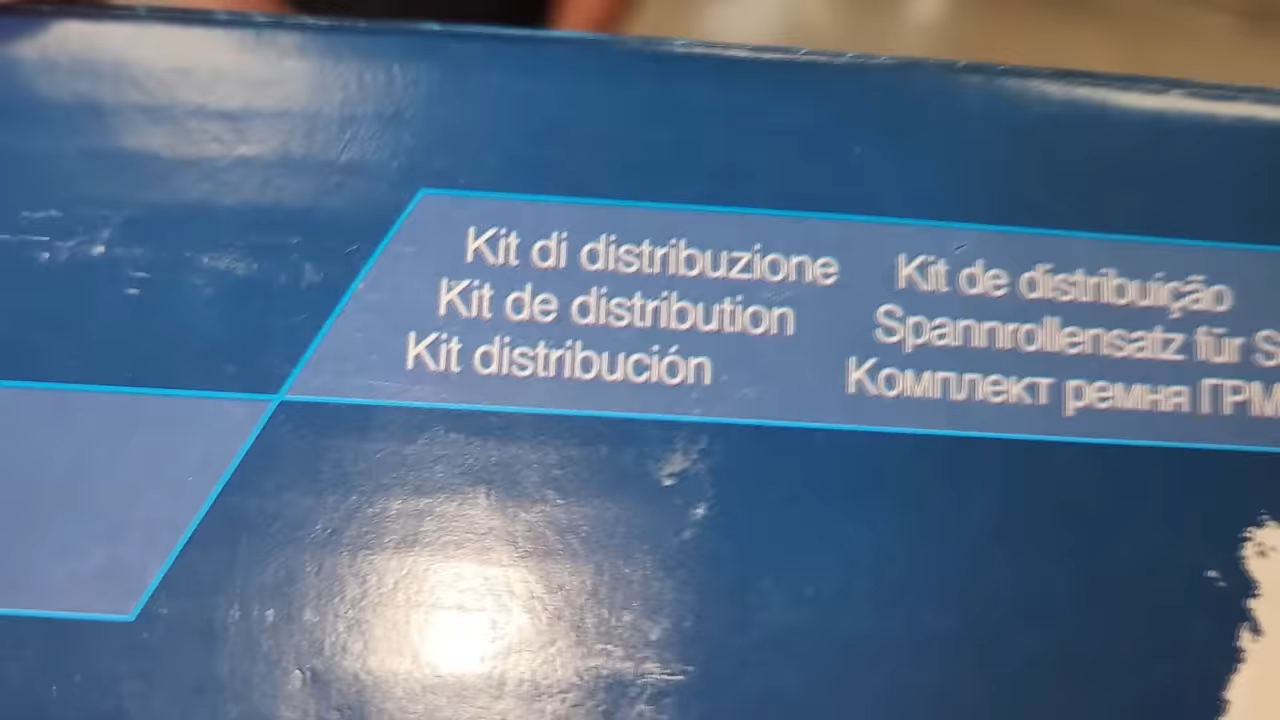 Kit di distribuzione
Kit de distribution
Kit distribución
Kit de distribuição
Spannrollensatz für
Комплект ремня ГРМ